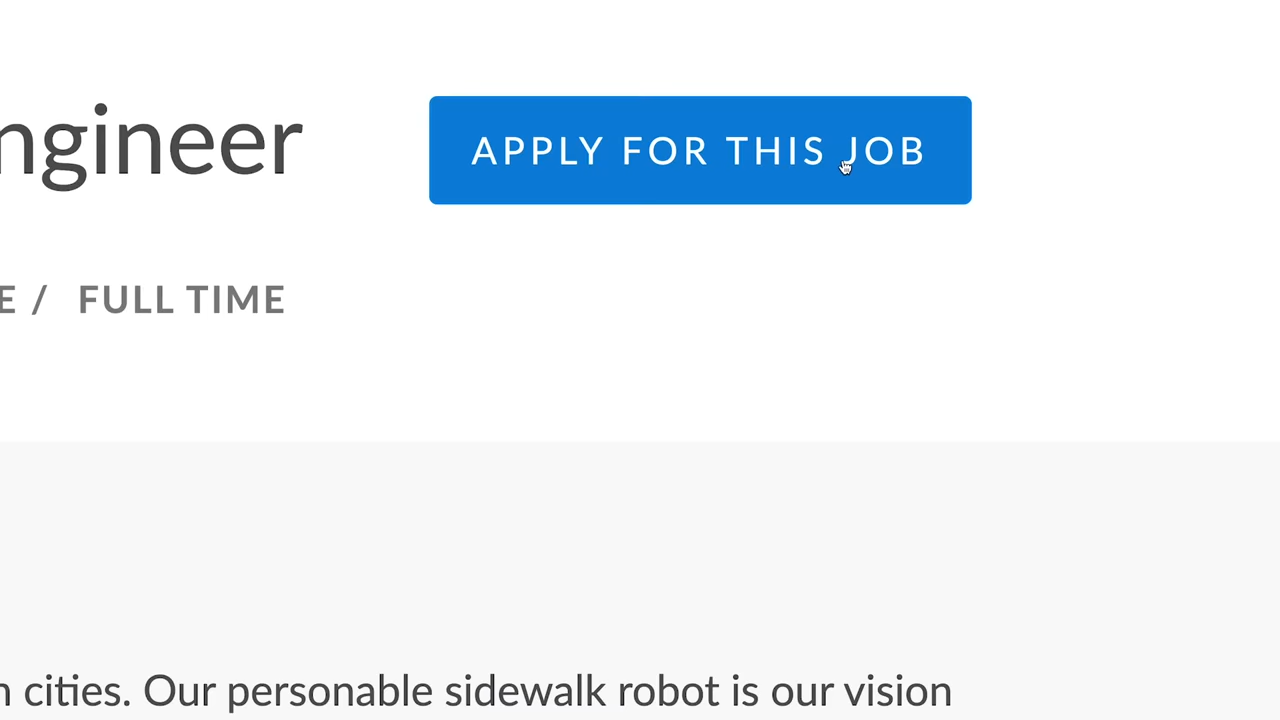 ngineer
APPLY FOR THIS JOB
E / FULL TIME
cities. Our personable sidewalk robot is our vision